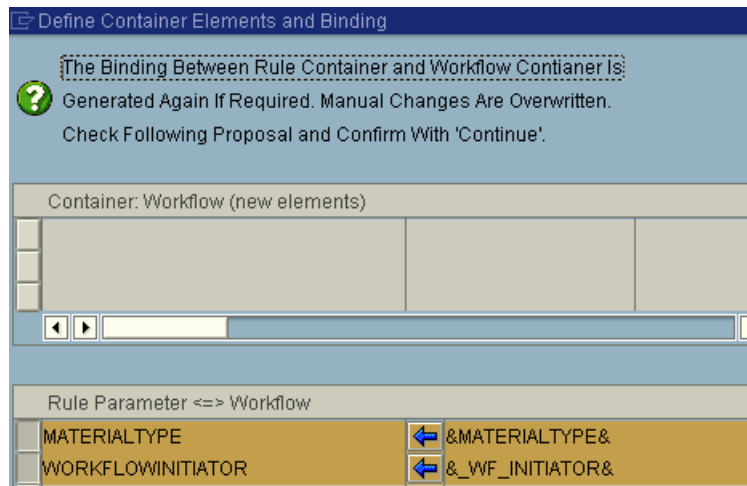 Define Container Elements and Binding
The Binding Between Rule Container and Workflow Contianer Is
Generated Again If Required. Manual Changes Are Overwritten.
Check Following Proposal and Confirm With 'Continue'.
Container: Workflow (new elements)
Rule Parameter <=> Workflow
MATERIALTYPE &MATERIALTYPE&
WORKFLOWINITIATOR &_WF_INITIATOR&